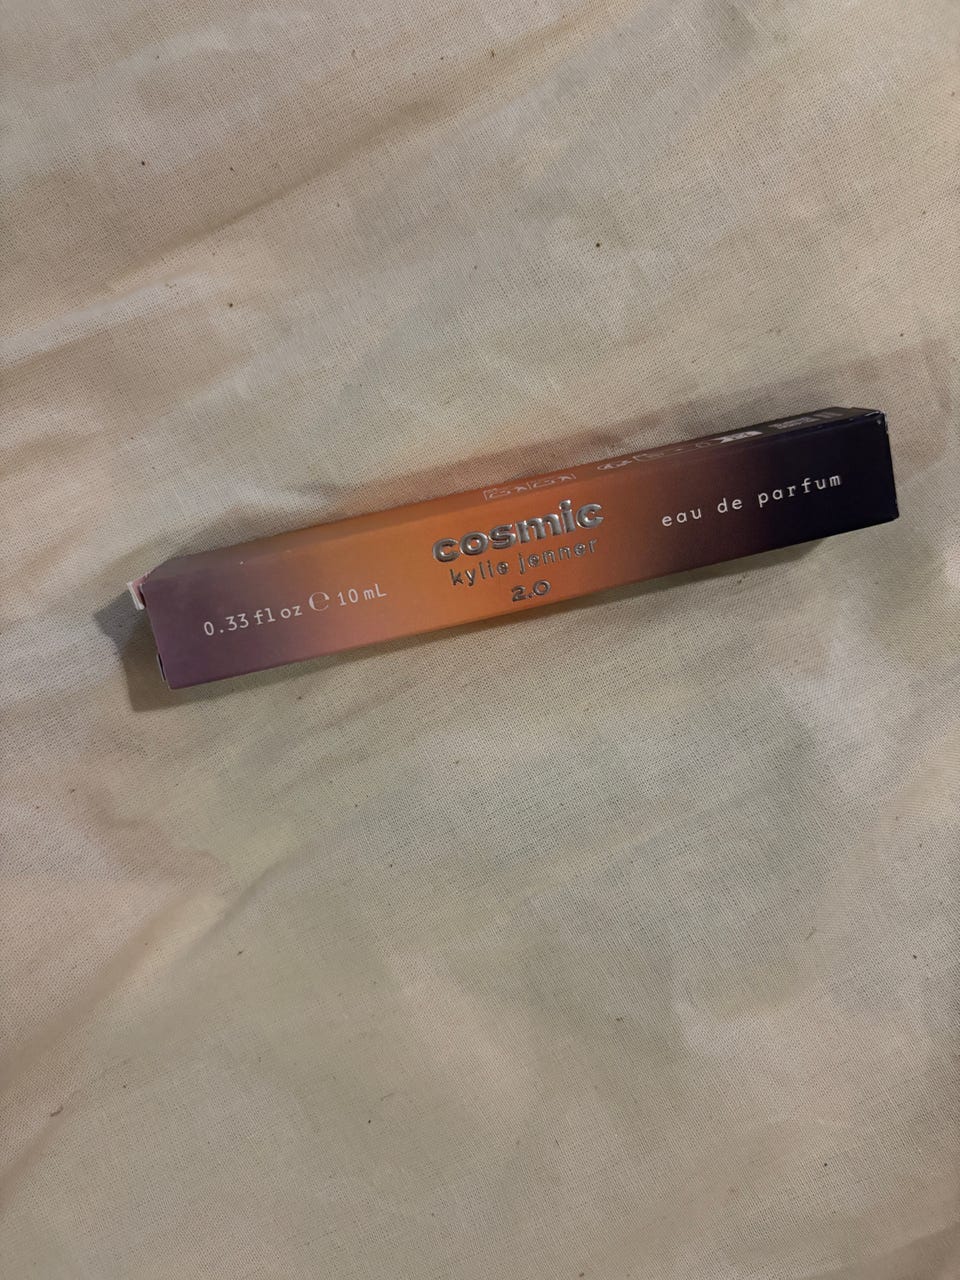 0.33 fl oz ℮ 10 mL
cosmic
kylie jenner
2.0
eau de parfum